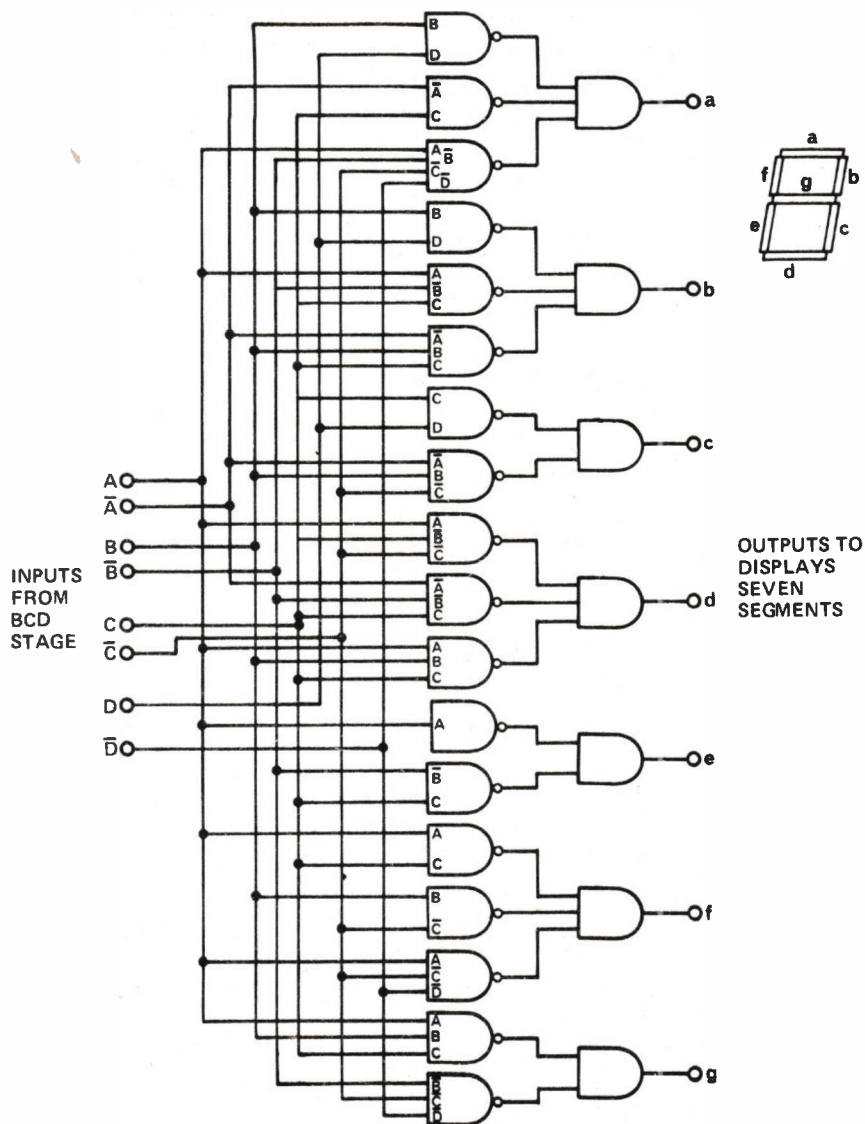 B
D
a
A̅
C
A
B̅
C̅
D̅
a
f
g
b
e
c
d
B
D
b
A
B̅
C
A̅
B
C
C
D
c
A̅
B
C̅
A
B̅
C̅
d
A̅
B̅
C
A
B
C
A
A̅
B
B̅
C
C̅
D
D̅
INPUTS
FROM
BCD
STAGE
OUTPUTS TO
DISPLAYS
SEVEN
SEGMENTS
A
e
B̅
C
A
C
f
B
C̅
A
C̅
D̅
A
B
C
g
B̅
C̅
D̅